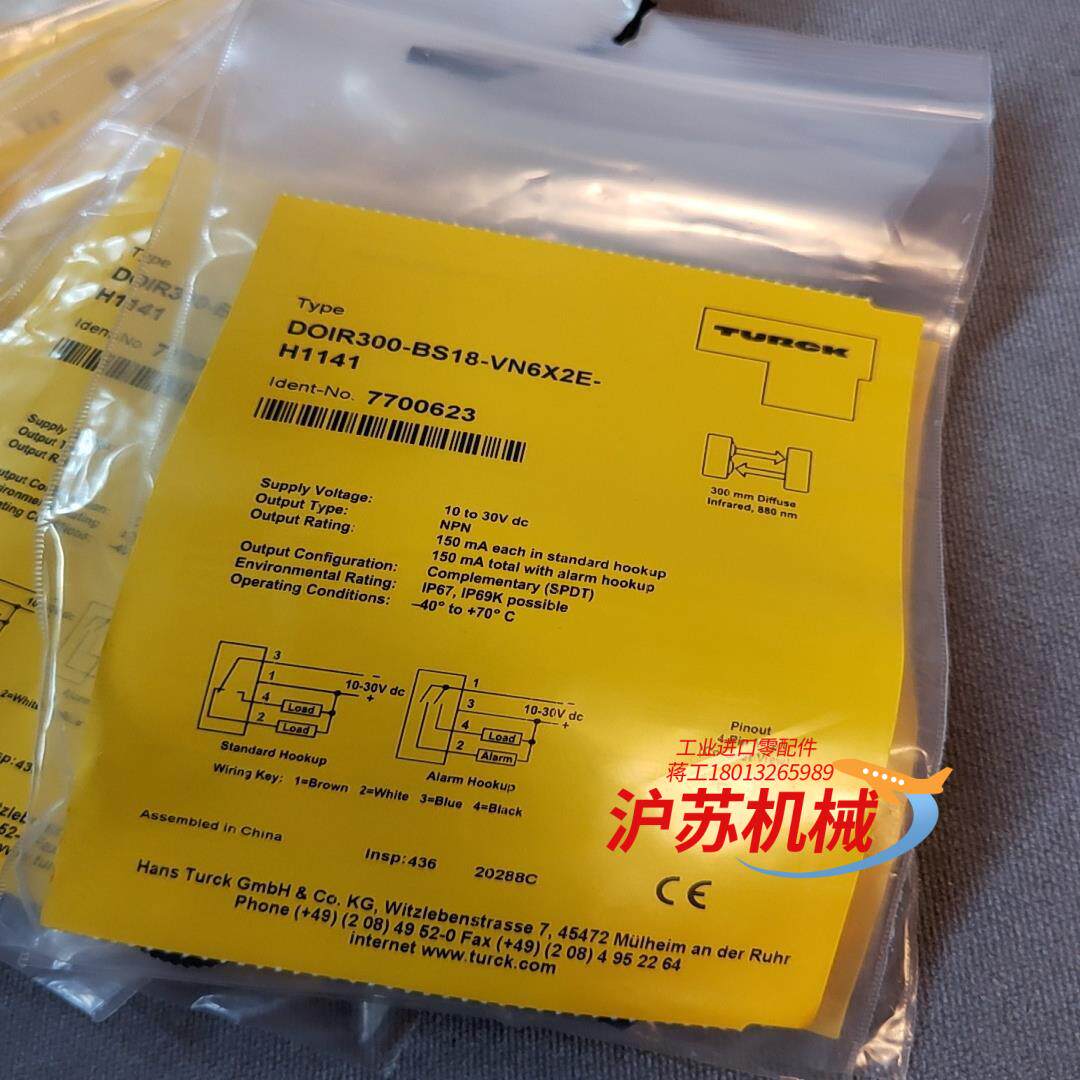 Type
DOIR300-BS18-VN6X2E-
H1141
Ident-No. 7700623
TURCK
300 mm Diffuse
Infrared, 880 nm
Supply Voltage: 10 to 30V dc
Output Type: NPN
Output Rating: 150 mA each in standard hookup
150 mA total with alarm hookup
Output Configuration: Complementary (SPDT)
Environmental Rating: IP67, IP69K possible
Operating Conditions: –40° to +70° C
3 –
1 10-30V dc
4 Load +
2 Load
Standard Hookup
1 –
3 10-30V dc
4 Load +
2 Alarm
Alarm Hookup
Wiring Key: 1=Brown 2=White 3=Blue 4=Black
Pinout
工业进口零配件
蒋工18013265989
沪苏机械
Assembled in China
Insp:436 20288C
CE
Hans Turck GmbH & Co. KG, Witzlebenstrasse 7, 45472 Mülheim an der Ruhr
Phone (+49) (2 08) 49 52-0 Fax (+49) (2 08) 4 95 22 64
internet www.turck.com
Type
H1141
Ident-No.
Supply
2=White